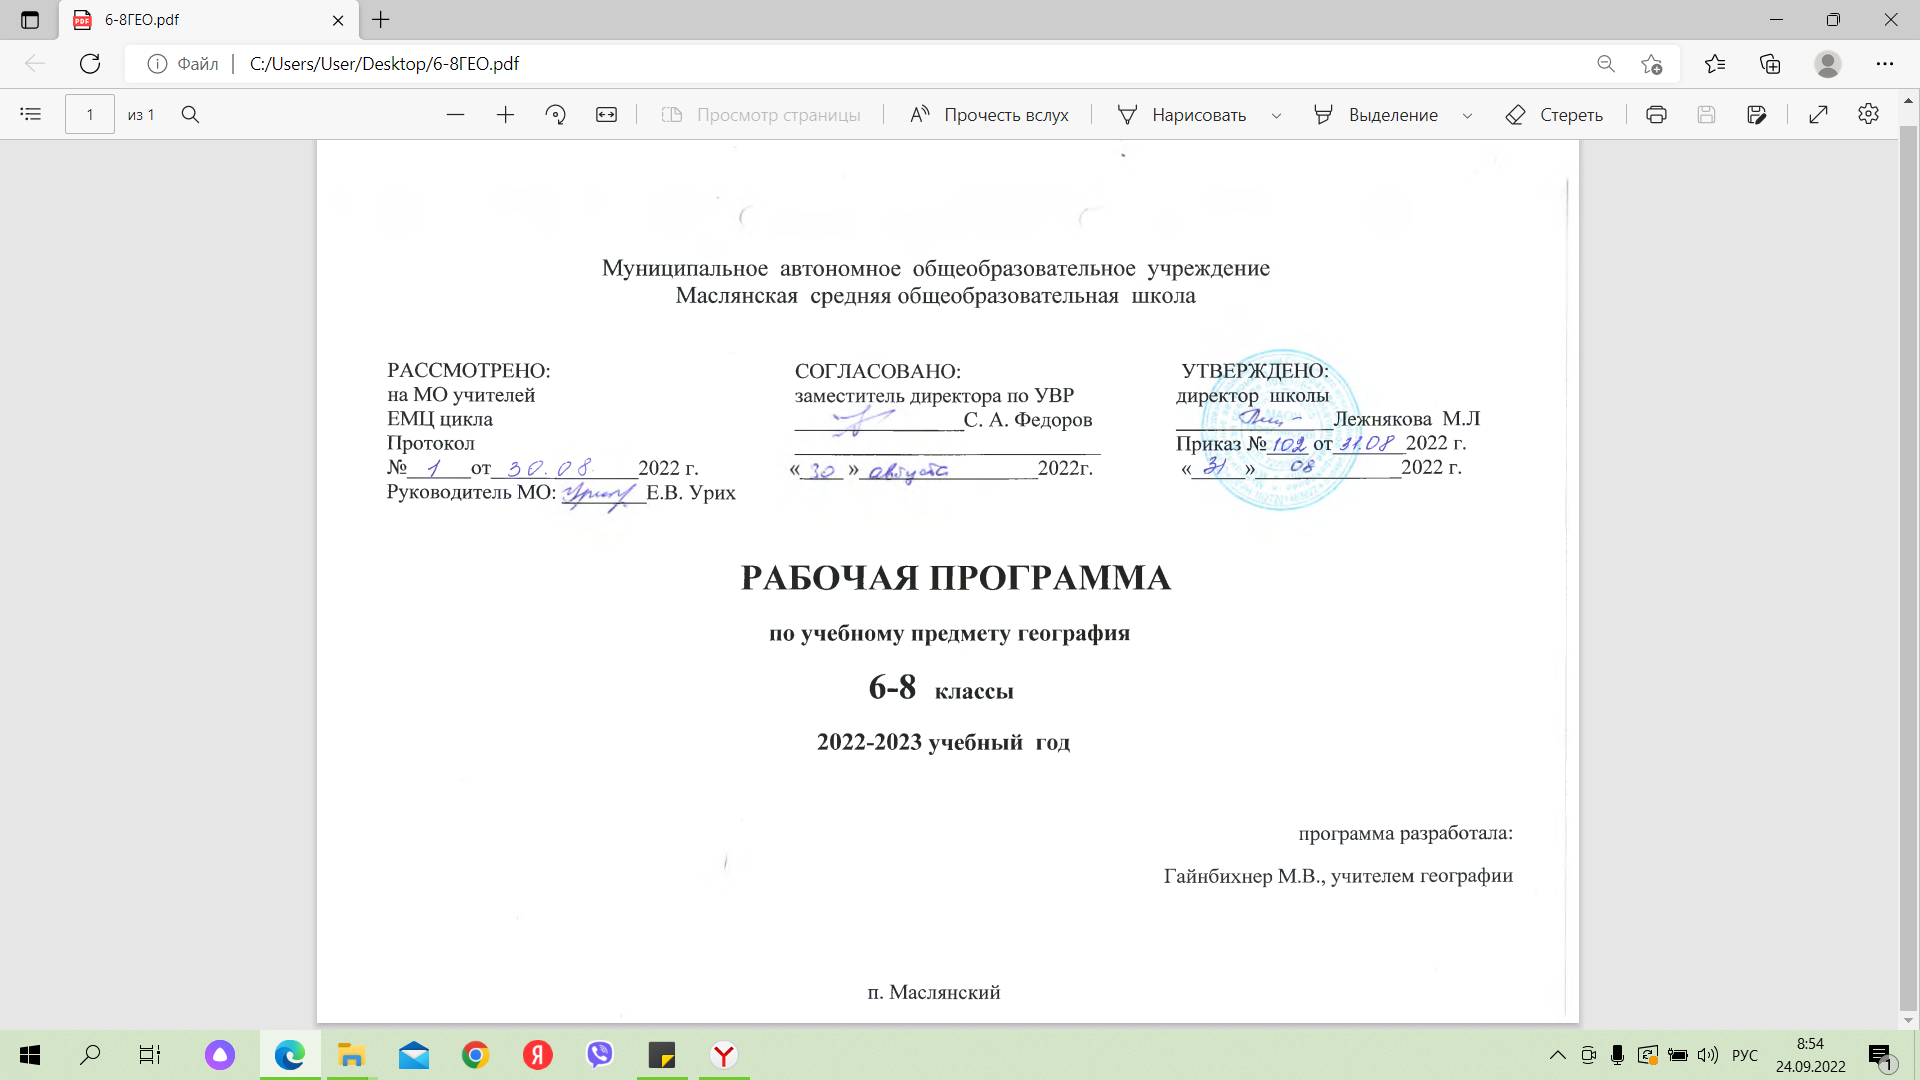 6-8ГЕО.pdf
Файл C:/Users/User/Desktop/6-8ГЕО.pdf
1 из 1 Просмотр страницы Прочесть вслух Нарисовать Выделение Стереть
Муниципальное автономное общеобразовательное учреждение
Маслянская средняя общеобразовательная школа
РАССМОТРЕНО:
на МО учителей
ЕМЦ цикла
Протокол
№ 1 от 30.08. 2022 г.
Руководитель МО: Е.В. Урих
СОГЛАСОВАНО:
заместитель директора по УВР
С. А. Федоров
«30» августа 2022г.
УТВЕРЖДЕНО:
директор школы
Лежнякова М.Л
Приказ № 102 от 31.08 2022 г.
«31» 08 2022 г.
РАБОЧАЯ ПРОГРАММА
по учебному предмету география
6-8 классы
2022-2023 учебный год
программа разработала:
Гайнбихнер М.В., учителем географии
п. Маслянский
РУС
8:54
24.09.2022
1